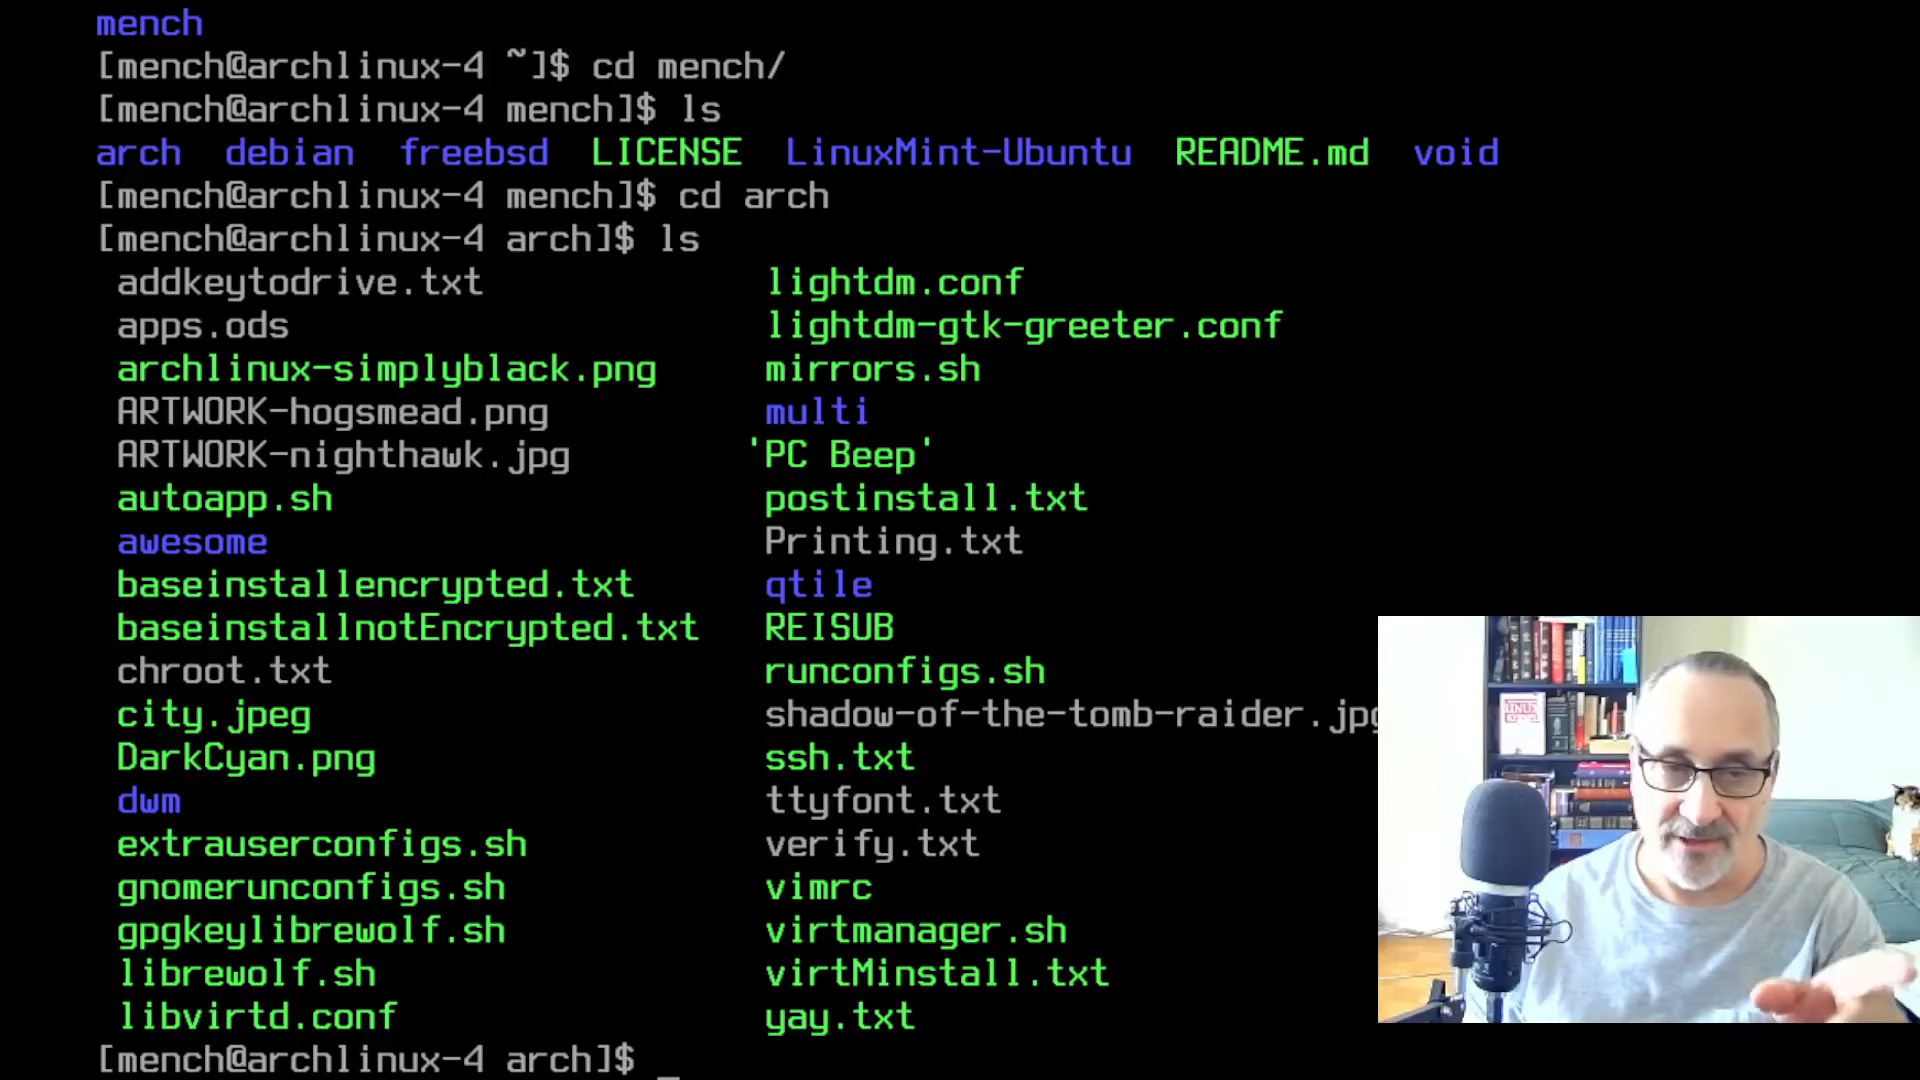 mench
[mench@archlinux-4 ~]$ cd mench/
[mench@archlinux-4 mench]$ ls
arch debian freebsd LICENSE LinuxMint-Ubuntu README.md void
[mench@archlinux-4 mench]$ cd arch
[mench@archlinux-4 arch]$ ls
addkeytodrive.txt lightdm.conf
apps.ods lightdm-gtk-greeter.conf
archlinux-simplyblack.png mirrors.sh
ARTWORK-hogsmead.png multi
ARTWORK-nighthawk.jpg 'PC Beep'
autoapp.sh postinstall.txt
awesome Printing.txt
baseinstallencrypted.txt qtile
baseinstallnotEncrypted.txt REISUB
chroot.txt runconfigs.sh
city.jpeg shadow-of-the-tomb-raider.jpg
DarkCyan.png ssh.txt
dwm ttyfont.txt
extrauserconfigs.sh verify.txt
gnomerunconfigs.sh vimrc
gpgkeylibrewolf.sh virtmanager.sh
librewolf.sh virtMinstall.txt
libvirtd.conf yay.txt
[mench@archlinux-4 arch]$ _